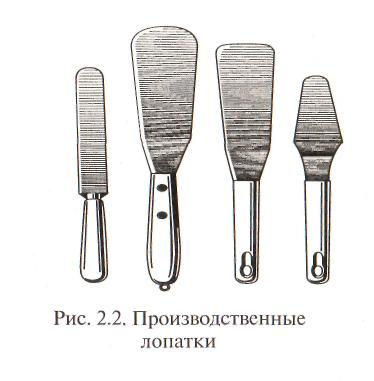 Рис. 2.2. Производственные
лопатки